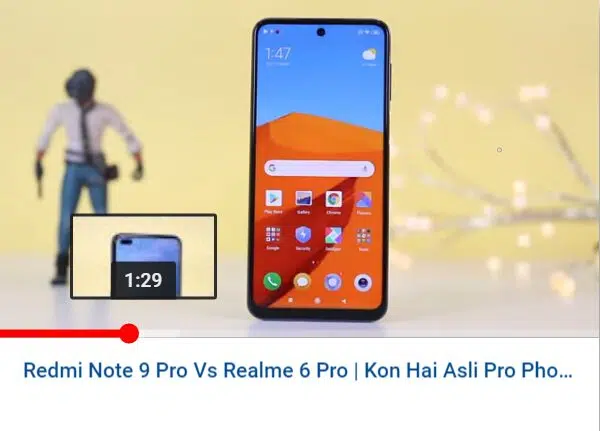 1:47
Play Store
Gallery
Chrome
Themes
Google
Security
Tools
1:29
Redmi Note 9 Pro Vs Realme 6 Pro | Kon Hai Asli Pro Pho...